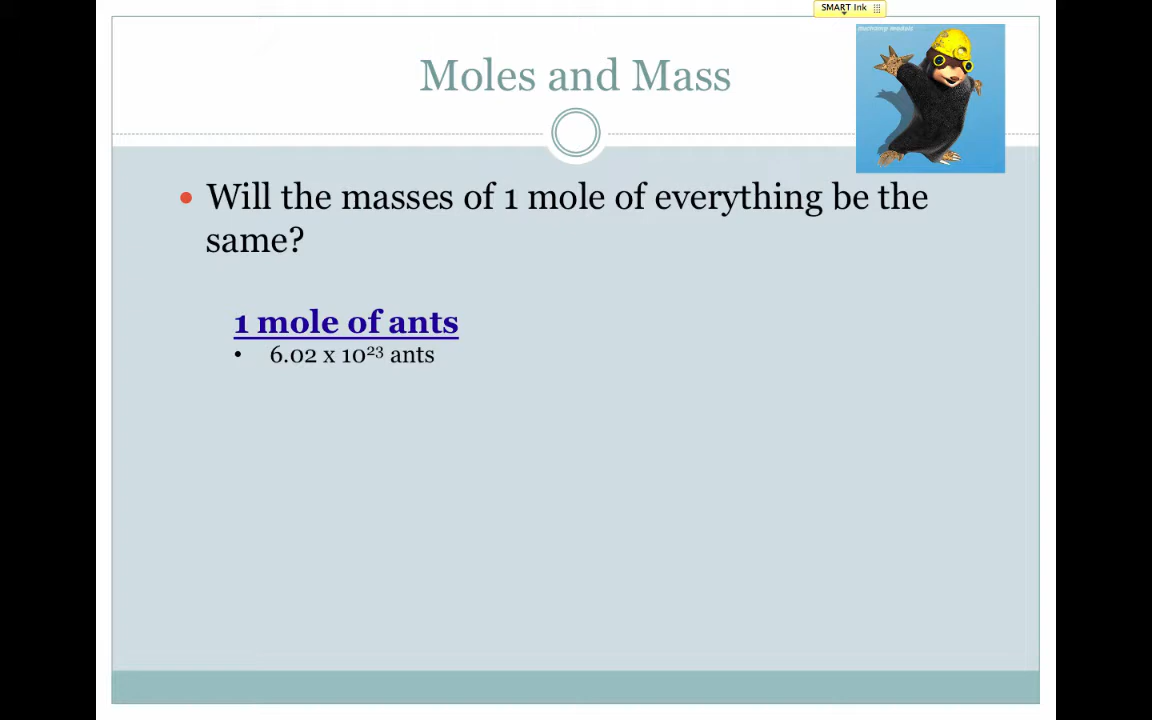 SMART Ink
Moles and Mass
• Will the masses of 1 mole of everything be the
same?
1 mole of ants
• 6.02 x 10²³ ants